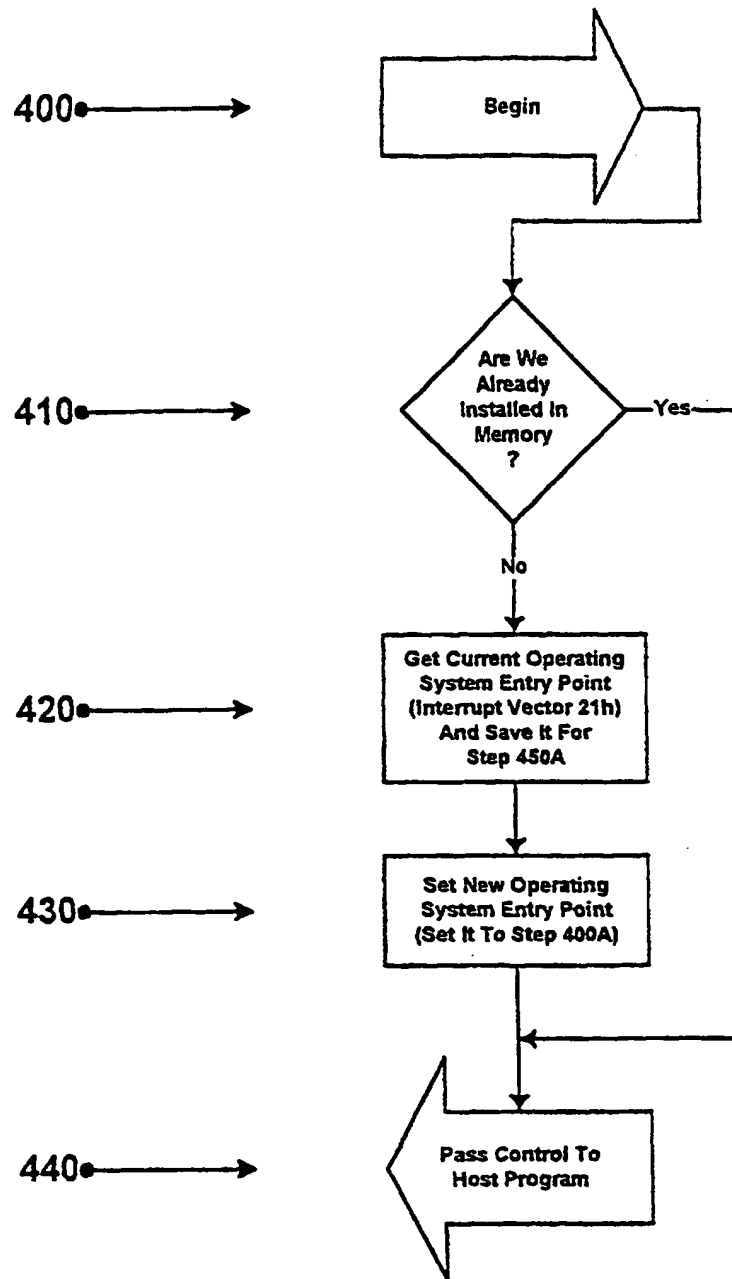 400
Begin
410
Are We
Already
Installed In
Memory
?
Yes
No
420
Get Current Operating
System Entry Point
(Interrupt Vector 21h)
And Save It For
Step 450A
430
Set New Operating
System Entry Point
(Set It To Step 400A)
440
Pass Control To
Host Program